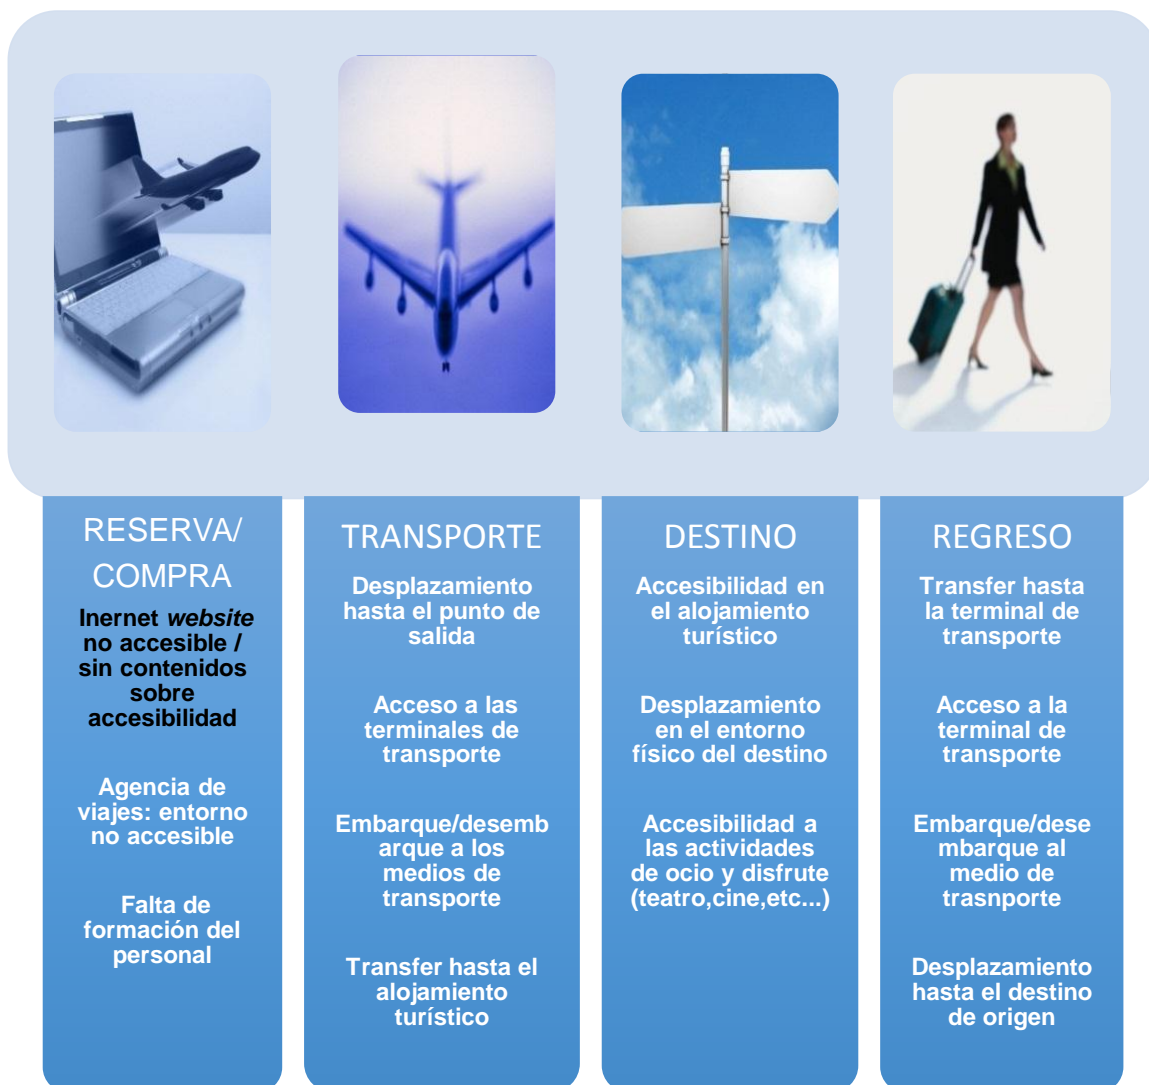 RESERVA/
COMPRA
Inernet website
no accesible /
sin contenidos
sobre
accesibilidad
Agencia de
viajes: entorno
no accesible
Falta de
formación del
personal
TRANSPORTE
Desplazamiento
hasta el punto de
salida
Acceso a las
terminales de
transporte
Embarque/desemb
arque a los
medios de
transporte
Transfer hasta el
alojamiento
turístico
DESTINO
Accesibilidad en
el alojamiento
turístico
Desplazamiento
en el entorno
físico del destino
Accesibilidad a
las actividades
de ocio y disfrute
(teatro,cine,etc...)
REGRESO
Transfer hasta
la terminal de
transporte
Acceso a la
terminal de
transporte
Embarque/dese
mbarque al
medio de
trasnporte
Desplazamiento
hasta el destino
de origen